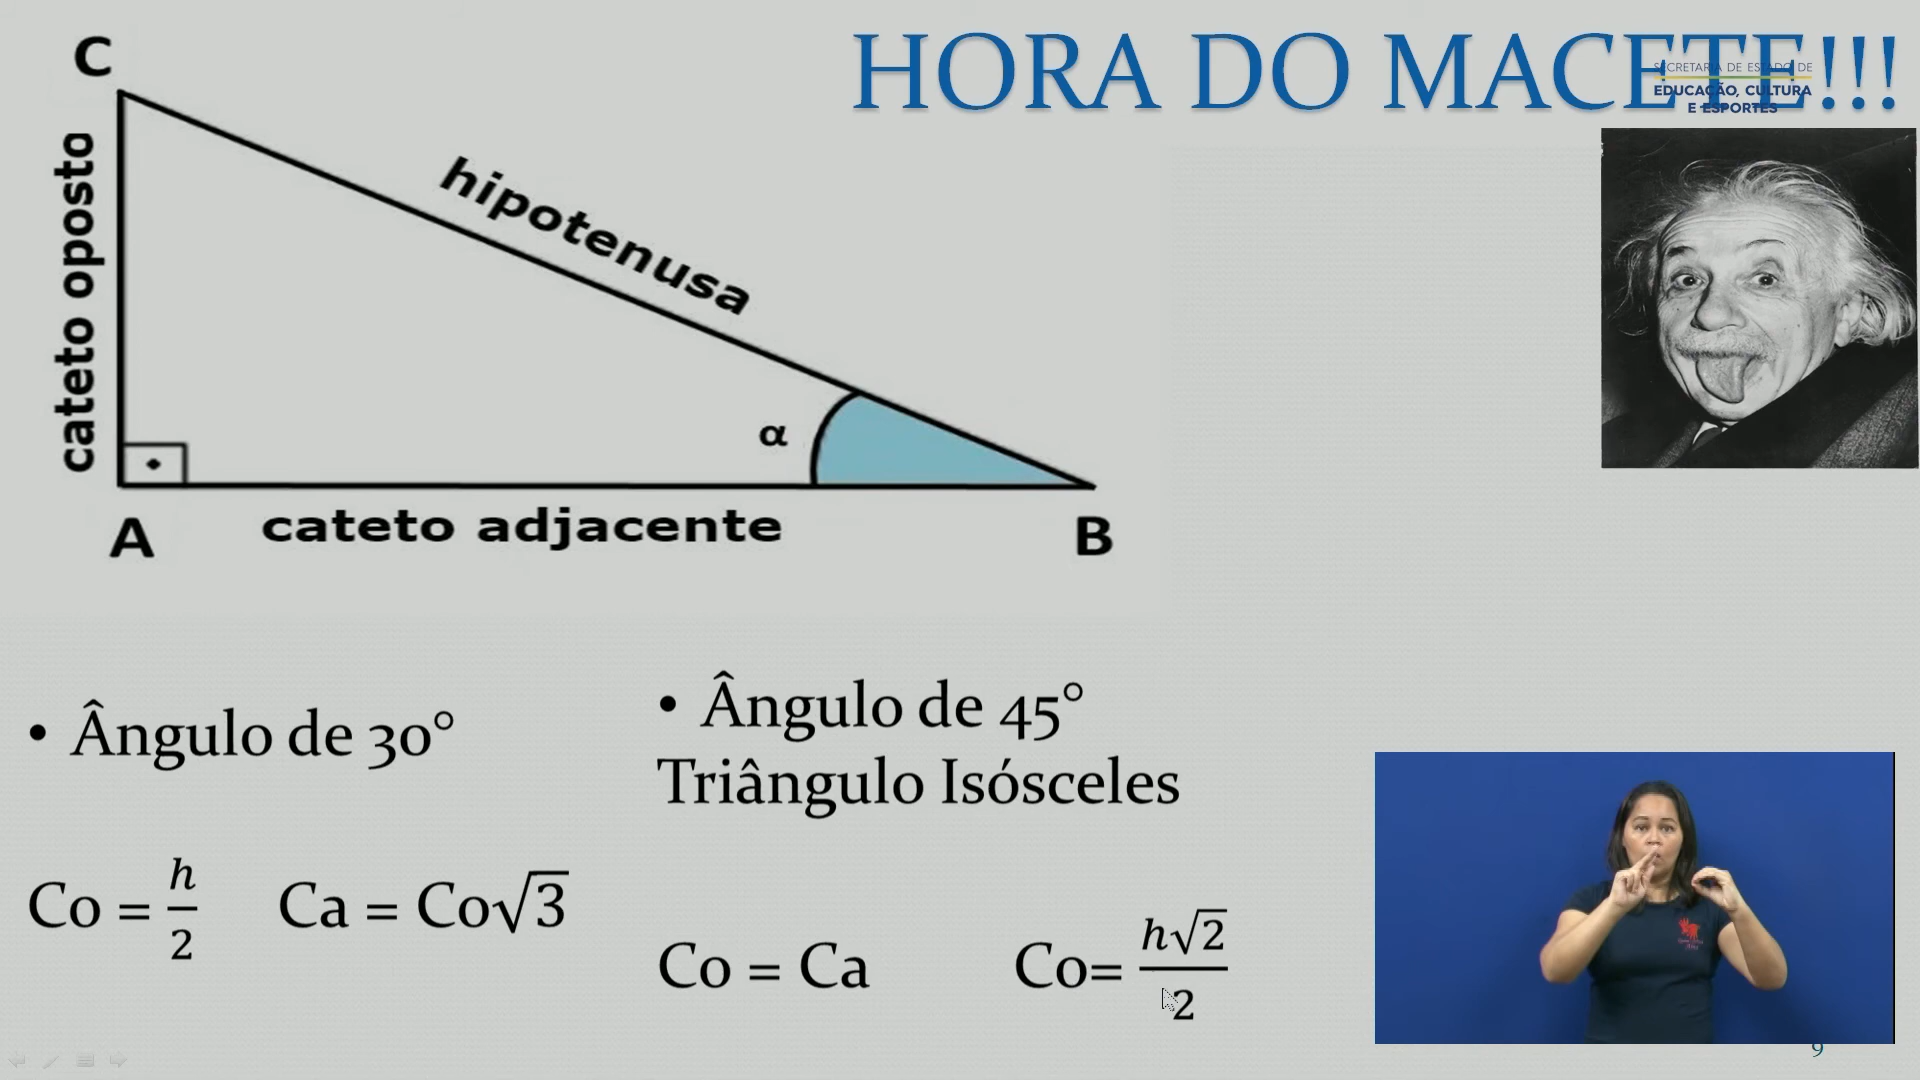 HORA DO MACETE!!!
SECRETARIA DE ESTADO DE
EDUCAÇÃO, CULTURA
E ESPORTES
C
cateto oposto
hipotenusa
α
A
cateto adjacente
B
• Ângulo de 30°
Co = h/2 Ca = Co√3
• Ângulo de 45°
Triângulo Isósceles
Co = Ca Co= h√2/2
9